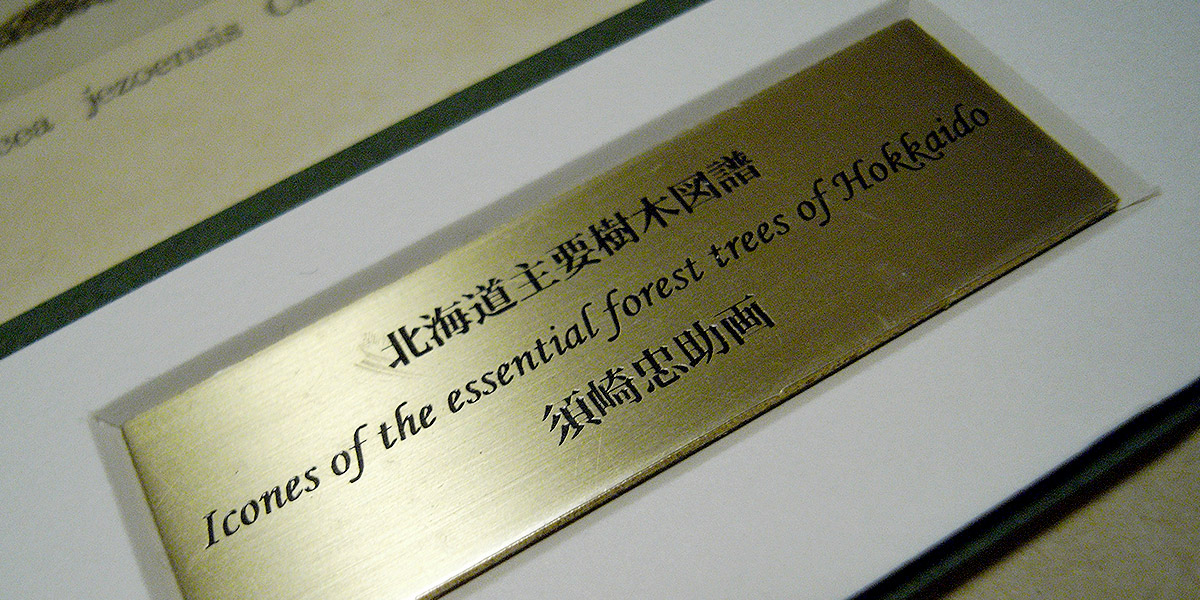 jezoensis
北海道主要樹木図譜
Icones of the essential forest trees of Hokkaido
須崎忠助画